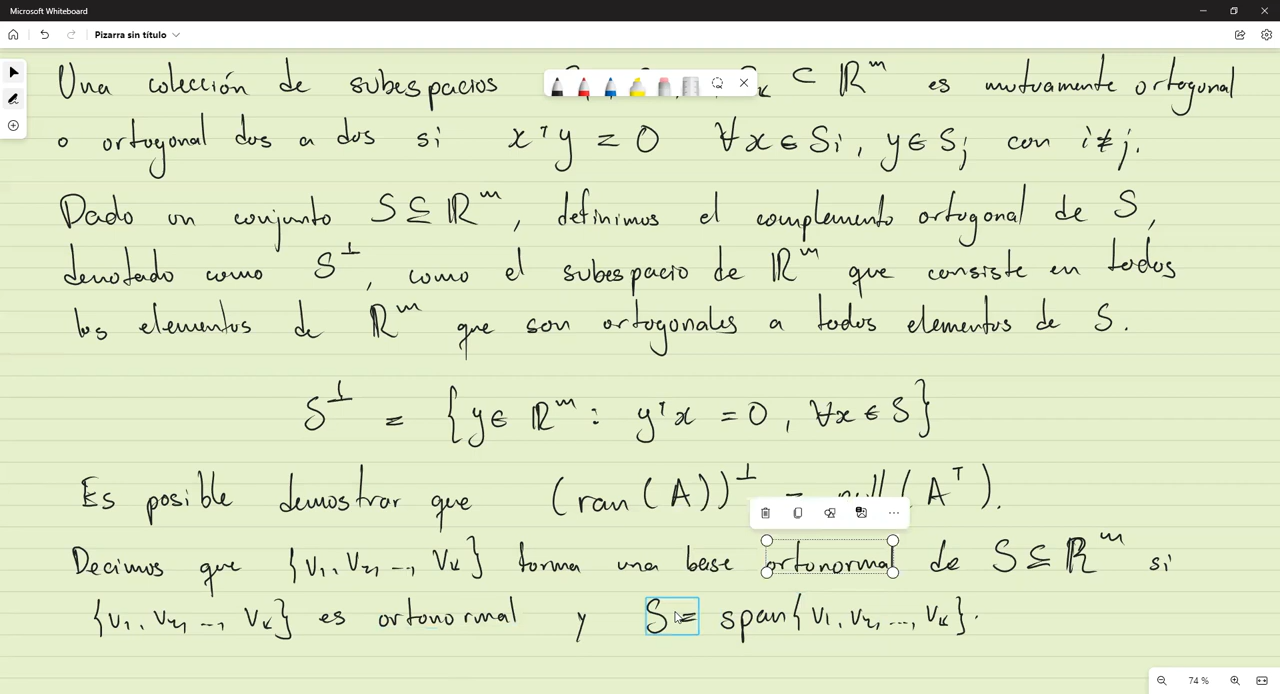 Microsoft Whiteboard
Pizarra sin título
Una colección de subespacios ⊂ ℝᵐ es mutuamente ortogonal
o ortogonal dos a dos si xᵀy = 0 ∀x ∈ Si, y ∈ Sj con i≠j.
Dado un conjunto S ⊆ ℝᵐ, definimos el complemento ortogonal de S,
denotado como S^⊥, como el subespacio de ℝᵐ que consiste en todos
los elementos de ℝᵐ que son ortogonales a todos elementos de S.
S^⊥ = {y ∈ ℝᵐ : yᵀx = 0, ∀x ∈ S}
Es posible demostrar que (ran(A))^⊥ = null(Aᵀ).
Decimos que {v1, v2, ..., vk} forma una base ortonormal de S ⊆ ℝᵐ si
{v1, v2, ..., vk} es ortonormal y S = span{v1, v2, ..., vk}.
74 %